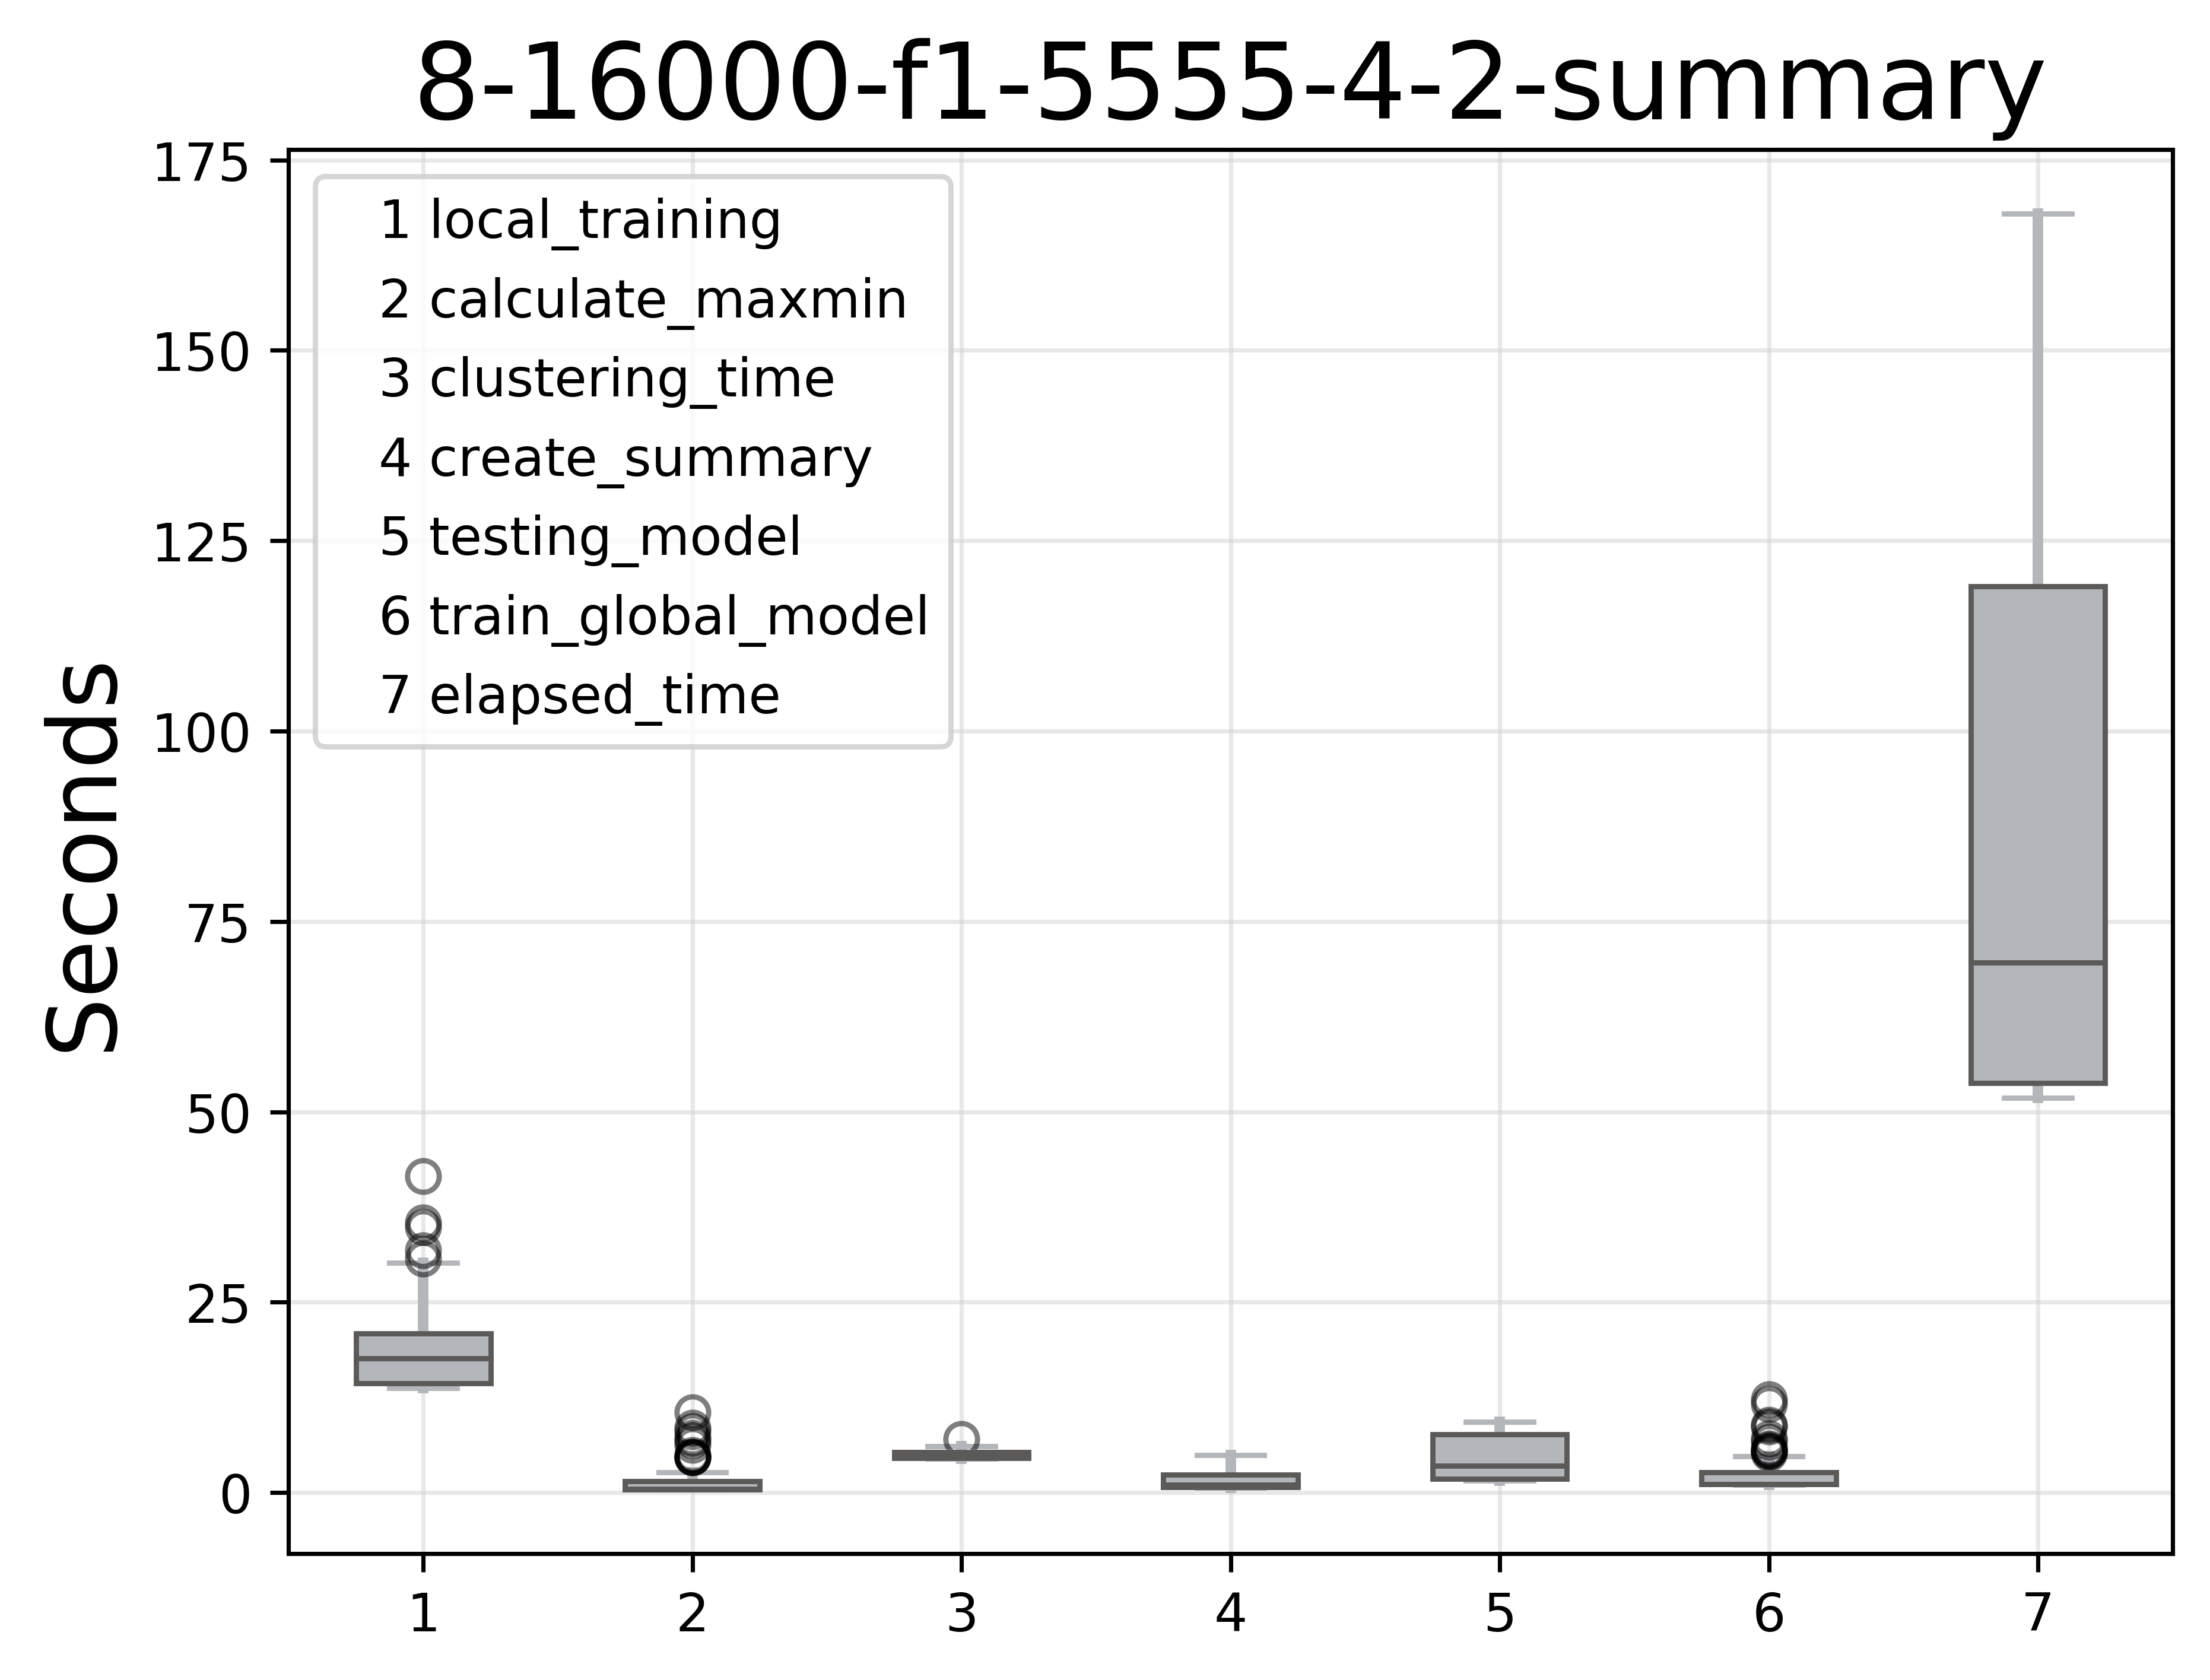 8-16000-f1-5555-4-2-summary
Seconds
175
150
125
100
75
50
25
0
1 local_training
2 calculate_maxmin
3 clustering_time
4 create_summary
5 testing_model
6 train_global_model
7 elapsed_time
1 2 3 4 5 6 7